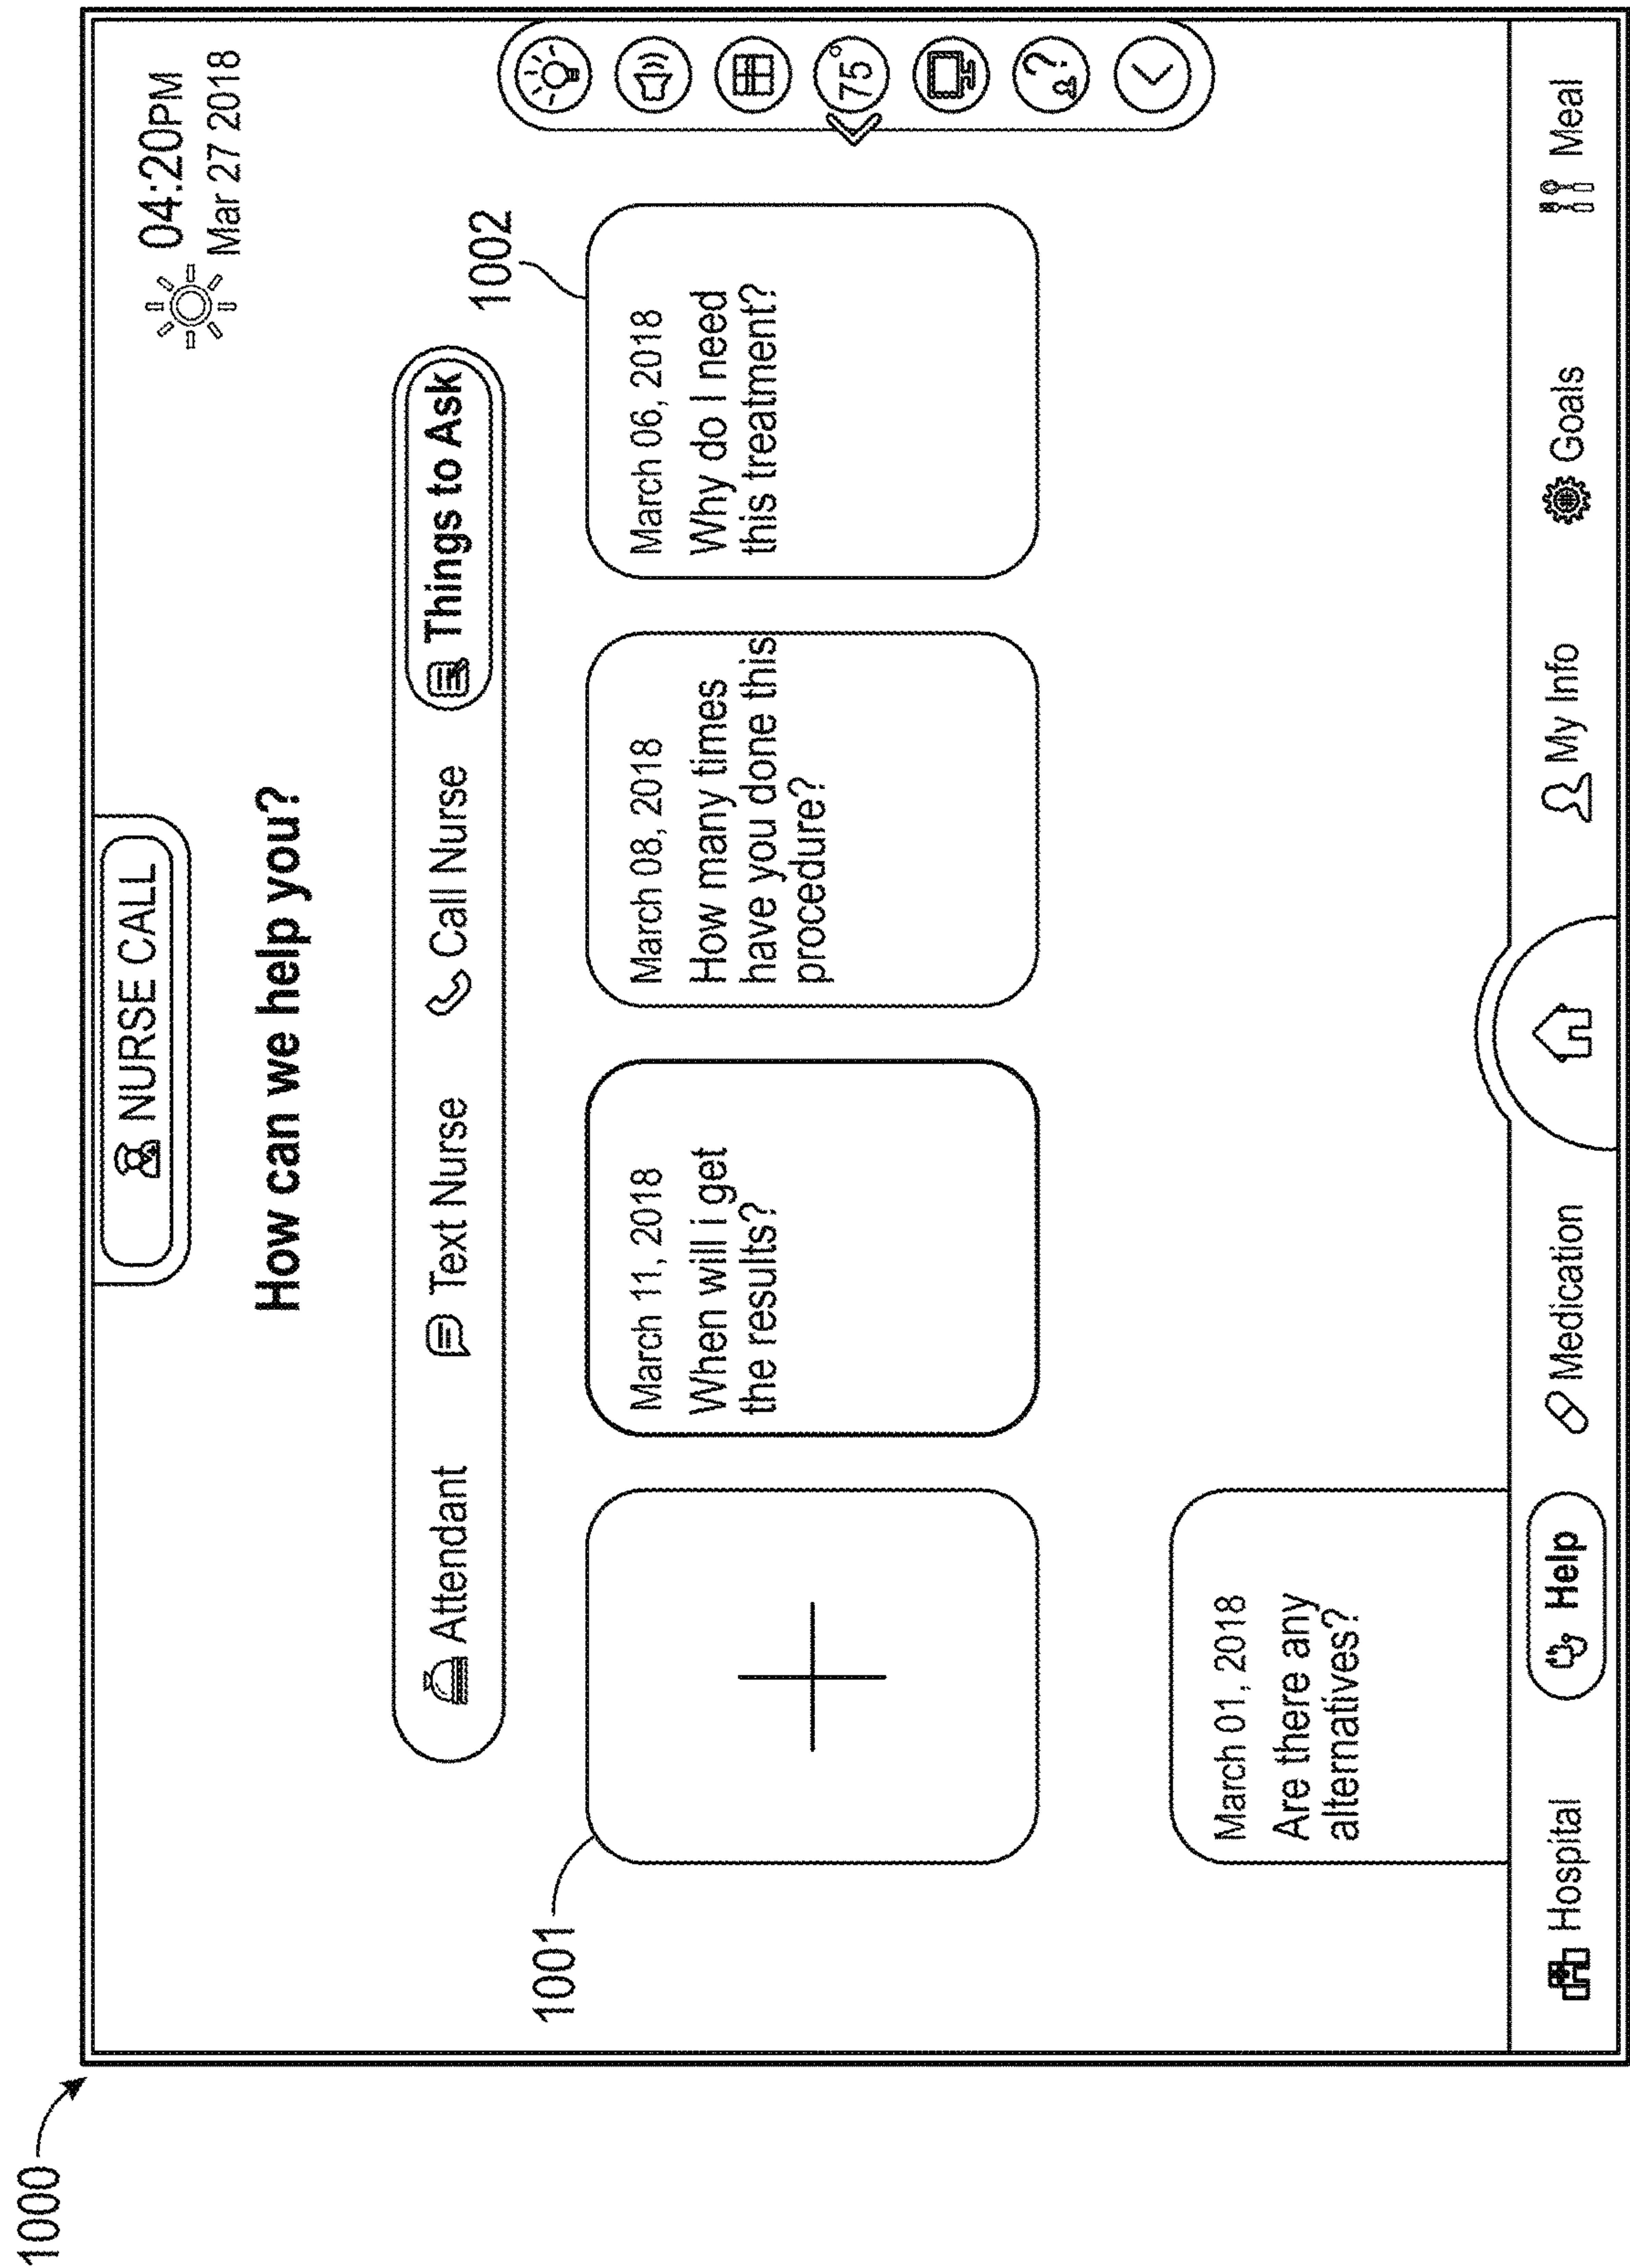 1000
NURSE CALL
04:20PM
Mar 27 2018
How can we help you?
Attendant
Text Nurse
Call Nurse
Things to Ask
1001
1002
March 11, 2018
When will i get
the results?
March 08, 2018
How many times
have you done this
procedure?
March 06, 2018
Why do I need
this treatment?
75°
?
March 01, 2018
Are there any
alternatives?
Hospital
Help
Medication
My Info
Goals
Meal